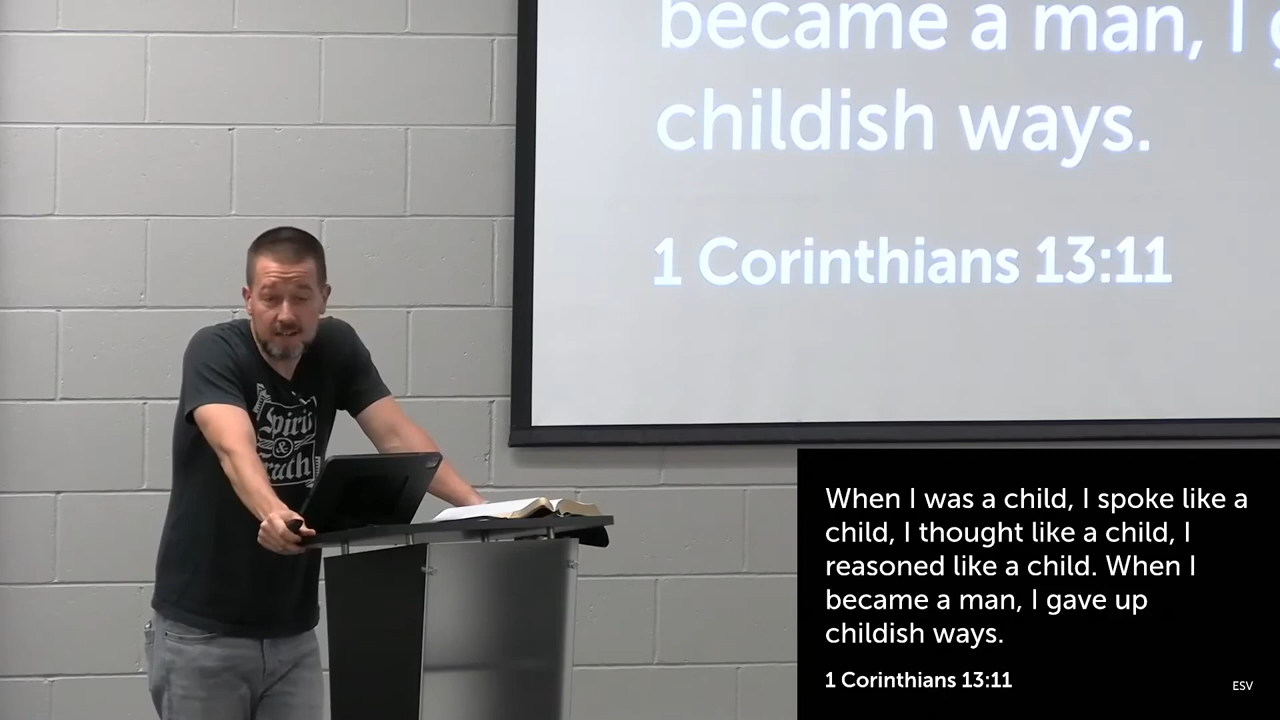 became a man, I g
childish ways.
1 Corinthians 13:11
Spirit
&
Truth
When I was a child, I spoke like a
child, I thought like a child, I
reasoned like a child. When I
became a man, I gave up
childish ways.
1 Corinthians 13:11
ESV